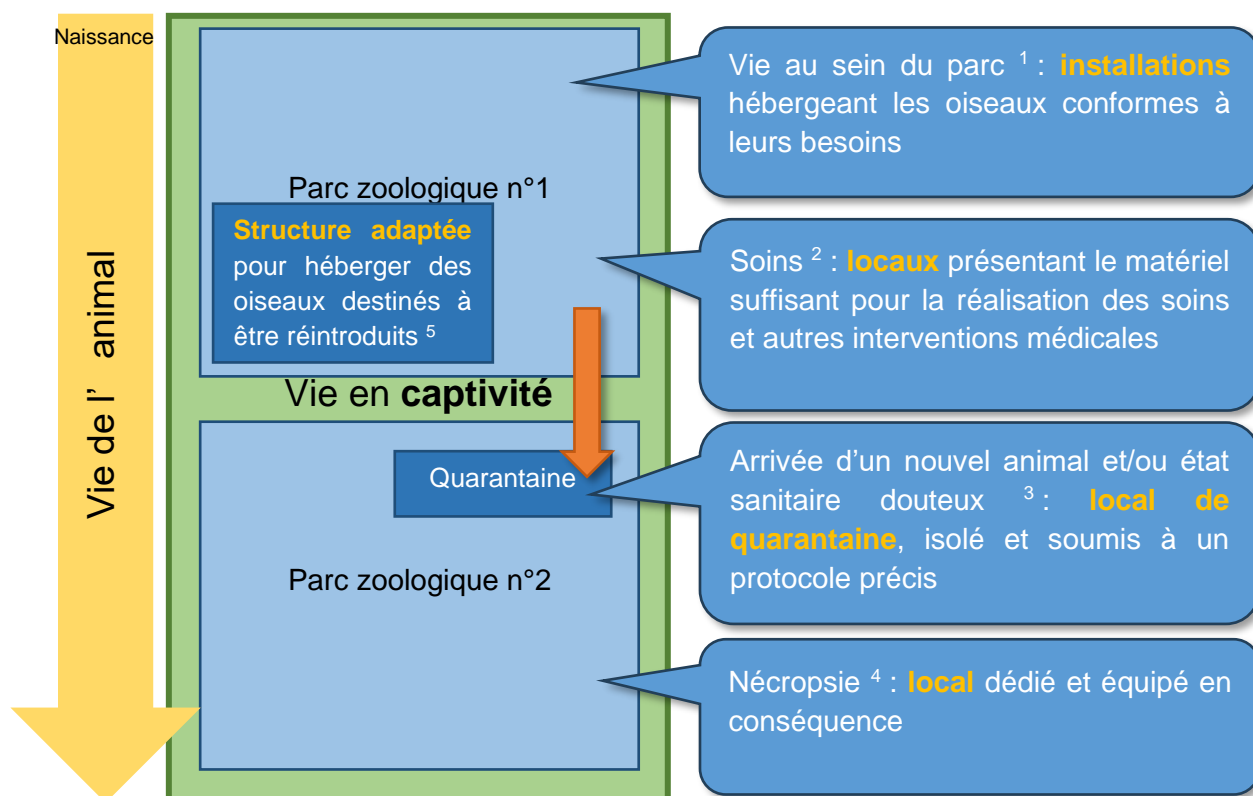 Naissance
Vie de l’ animal
Parc zoologique n°1
Structure adaptée
pour héberger des
oiseaux destinés à
être réintroduits 5
Vie en captivité
Quarantaine
Parc zoologique n°2
Vie au sein du parc 1 : installations
hébergeant les oiseaux conformes à
leurs besoins
Soins 2 : locaux présentant le matériel
suffisant pour la réalisation des soins
et autres interventions médicales
Arrivée d’un nouvel animal et/ou état
sanitaire douteux 3 : local de
quarantaine, isolé et soumis à un
protocole précis
Nécropsie 4 : local dédié et équipé en
conséquence